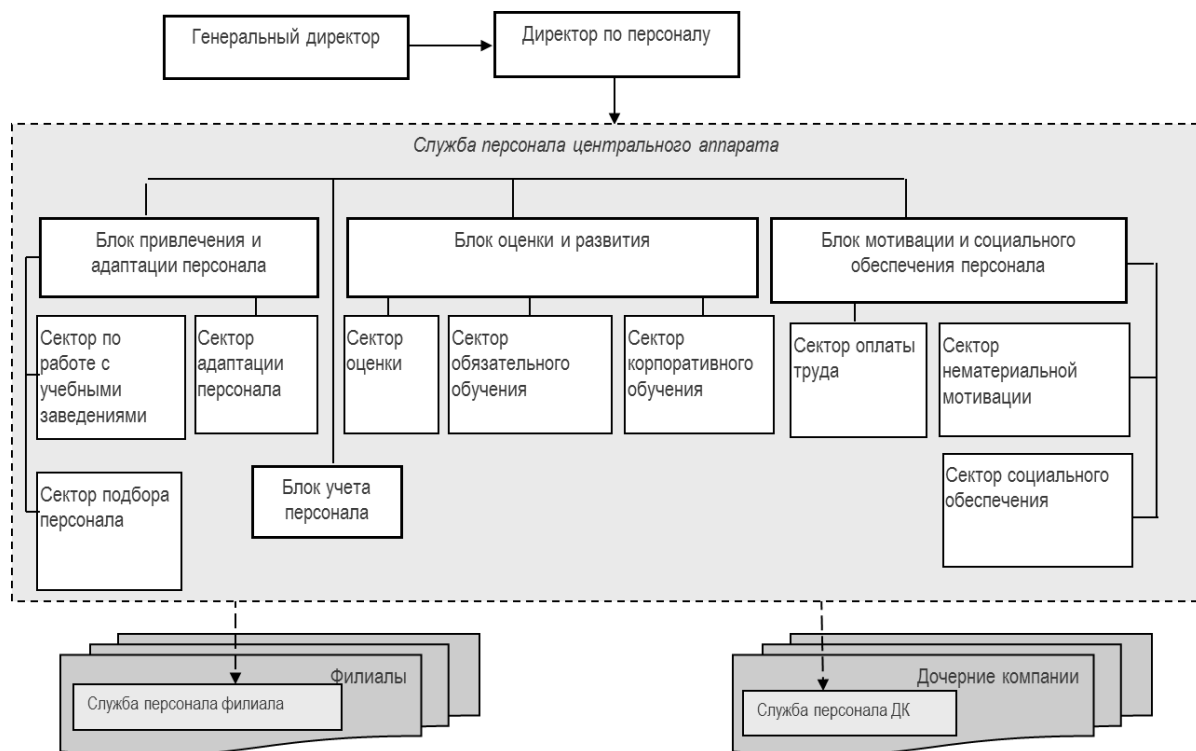 Генеральный директор
Директор по персоналу
Служба персонала центрального аппарата
Блок привлечения и
адаптации персонала
Блок оценки и развития
Блок мотивации и социального
обеспечения персонала
Сектор по
работе с
учебными
заведениями
Сектор
адаптации
персонала
Сектор
оценки
Сектор
обязательного
обучения
Сектор
корпоративного
обучения
Сектор оплаты
труда
Сектор
нематериальной
мотивации
Сектор подбора
персонала
Блок учета
персонала
Сектор социального
обеспечения
Филиалы
Служба персонала филиала
Дочерние компании
Служба персонала ДК